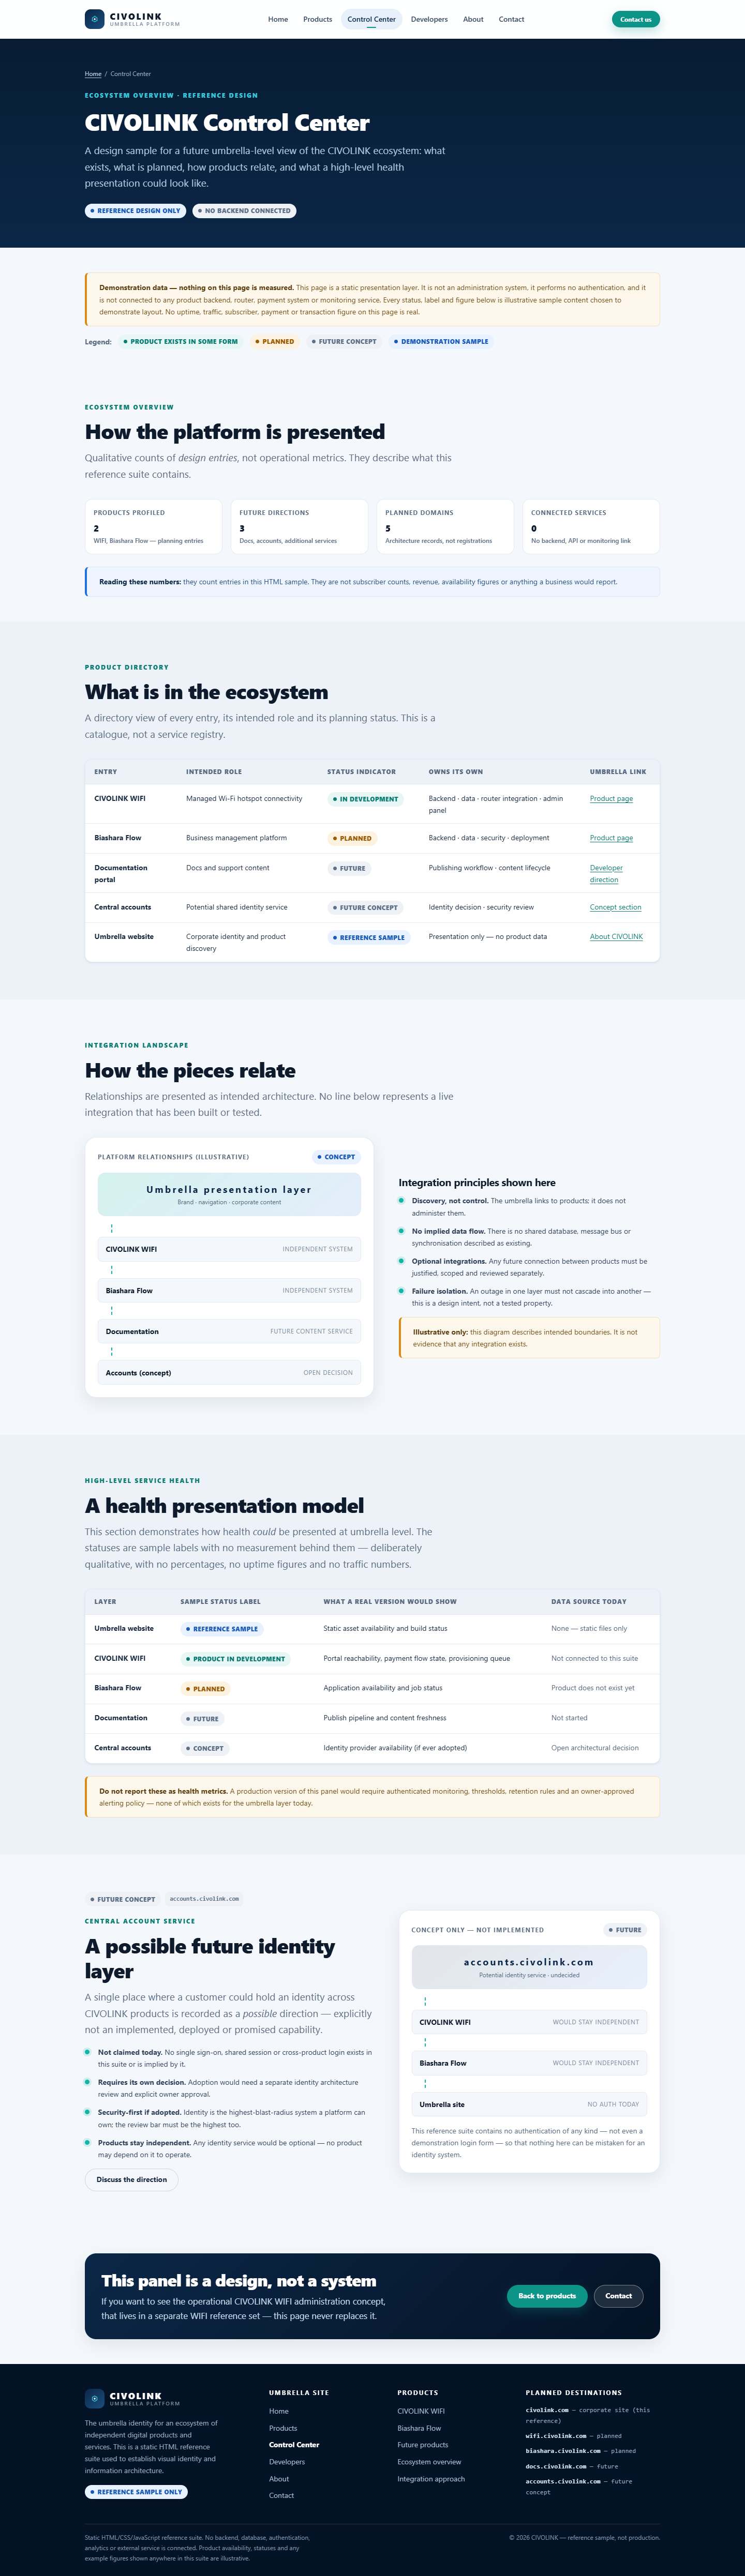 CIVOLINK
UMBRELLA PLATFORM
Home
Products
Control Center
Developers
About
Contact
Contact us
Home / Control Center
ECOSYSTEM OVERVIEW · REFERENCE DESIGN
CIVOLINK Control Center
A design sample for a future umbrella-level view of the CIVOLINK ecosystem: what
exists, what is planned, how products relate, and what a high-level health
presentation could look like.
REFERENCE DESIGN ONLY
NO BACKEND CONNECTED
Demonstration data — nothing on this page is measured. This page is a static presentation layer. It is not an administration system, it performs no authentication, and it
is not connected to any product backend, router, payment system or monitoring service. Every status, label and figure below is illustrative sample content chosen to
demonstrate layout. No uptime, traffic, subscriber, payment or transaction figure on this page is real.
Legend:
PRODUCT EXISTS IN SOME FORM
PLANNED
FUTURE CONCEPT
DEMONSTRATION SAMPLE
ECOSYSTEM OVERVIEW
How the platform is presented
Qualitative counts of design entries, not operational metrics. They describe what this
reference suite contains.
PRODUCTS PROFILED
2
WIFI, Biashara Flow — planning entries
FUTURE DIRECTIONS
3
Docs, accounts, additional services
PLANNED DOMAINS
5
Architecture records, not registrations
CONNECTED SERVICES
0
No backend, API or monitoring link
Reading these numbers: they count entries in this HTML sample. They are not subscriber counts, revenue, availability figures or anything a business would report.
PRODUCT DIRECTORY
What is in the ecosystem
A directory view of every entry, its intended role and its planning status. This is a
catalogue, not a service registry.
ENTRY
INTENDED ROLE
STATUS INDICATOR
OWNS ITS OWN
UMBRELLA LINK
CIVOLINK WIFI
Managed Wi-Fi hotspot connectivity
IN DEVELOPMENT
Backend · data · router integration · admin
panel
Product page
Biashara Flow
Business management platform
PLANNED
Backend · data · security · deployment
Product page
Documentation
portal
Docs and support content
FUTURE
Publishing workflow · content lifecycle
Developer
direction
Central accounts
Potential shared identity service
FUTURE CONCEPT
Identity decision · security review
Concept section
Umbrella website
Corporate identity and product
discovery
REFERENCE SAMPLE
Presentation only — no product data
About CIVOLINK
INTEGRATION LANDSCAPE
How the pieces relate
Relationships are presented as intended architecture. No line below represents a live
integration that has been built or tested.
PLATFORM RELATIONSHIPS (ILLUSTRATIVE)
CONCEPT
Umbrella presentation layer
Brand · navigation · corporate content
CIVOLINK WIFI
INDEPENDENT SYSTEM
Biashara Flow
INDEPENDENT SYSTEM
Documentation
FUTURE CONTENT SERVICE
Accounts (concept)
OPEN DECISION
Integration principles shown here
Discovery, not control. The umbrella links to products; it does not
administer them.
No implied data flow. There is no shared database, message bus or
synchronisation described as existing.
Optional integrations. Any future connection between products must be
justified, scoped and reviewed separately.
Failure isolation. An outage in one layer must not cascade into another —
this is a design intent, not a tested property.
Illustrative only: this diagram describes intended boundaries. It is not
evidence that any integration exists.
HIGH-LEVEL SERVICE HEALTH
A health presentation model
This section demonstrates how health could be presented at umbrella level. The
statuses are sample labels with no measurement behind them — deliberately
qualitative, with no percentages, no uptime figures and no traffic numbers.
LAYER
SAMPLE STATUS LABEL
WHAT A REAL VERSION WOULD SHOW
DATA SOURCE TODAY
Umbrella website
REFERENCE SAMPLE
Static asset availability and build status
None — static files only
CIVOLINK WIFI
PRODUCT IN DEVELOPMENT
Portal reachability, payment flow state, provisioning queue
Not connected to this suite
Biashara Flow
PLANNED
Application availability and job status
Product does not exist yet
Documentation
FUTURE
Publish pipeline and content freshness
Not started
Central accounts
CONCEPT
Identity provider availability (if ever adopted)
Open architectural decision
Do not report these as health metrics. A production version of this panel would require authenticated monitoring, thresholds, retention rules and an owner-approved
alerting policy — none of which exists for the umbrella layer today.
FUTURE CONCEPT
accounts.civolink.com
CENTRAL ACCOUNT SERVICE
A possible future identity
layer
A single place where a customer could hold an identity across
CIVOLINK products is recorded as a possible direction — explicitly
not an implemented, deployed or promised capability.
Not claimed today. No single sign-on, shared session or cross-product login exists in
this suite or is implied by it.
Requires its own decision. Adoption would need a separate identity architecture
review and explicit owner approval.
Security-first if adopted. Identity is the highest-blast-radius system a platform can
own; the review bar must be the highest too.
Products stay independent. Any identity service would be optional — no product
may depend on it to operate.
Discuss the direction
CONCEPT ONLY — NOT IMPLEMENTED
FUTURE
accounts.civolink.com
Potential identity service · undecided
CIVOLINK WIFI
WOULD STAY INDEPENDENT
Biashara Flow
WOULD STAY INDEPENDENT
Umbrella site
NO AUTH TODAY
This reference suite contains no authentication of any kind — not even a
demonstration login form — so that nothing here can be mistaken for an
identity system.
This panel is a design, not a system
If you want to see the operational CIVOLINK WIFI administration concept,
that lives in a separate WIFI reference set — this page never replaces it.
Back to products
Contact
CIVOLINK
UMBRELLA PLATFORM
The umbrella identity for an ecosystem of
independent digital products and
services. This is a static HTML reference
suite used to establish visual identity and
information architecture.
REFERENCE SAMPLE ONLY
UMBRELLA SITE
Home
Products
Control Center
Developers
About
Contact
PRODUCTS
CIVOLINK WIFI
Biashara Flow
Future products
Ecosystem overview
Integration approach
PLANNED DESTINATIONS
civolink.com — corporate site (this
reference)
wifi.civolink.com — planned
biashara.civolink.com — planned
docs.civolink.com — future
accounts.civolink.com — future
concept
Static HTML/CSS/JavaScript reference suite. No backend, database, authentication,
analytics or external service is connected. Product availability, statuses and any
example figures shown anywhere in this suite are illustrative.
© 2026 CIVOLINK — reference sample, not production.